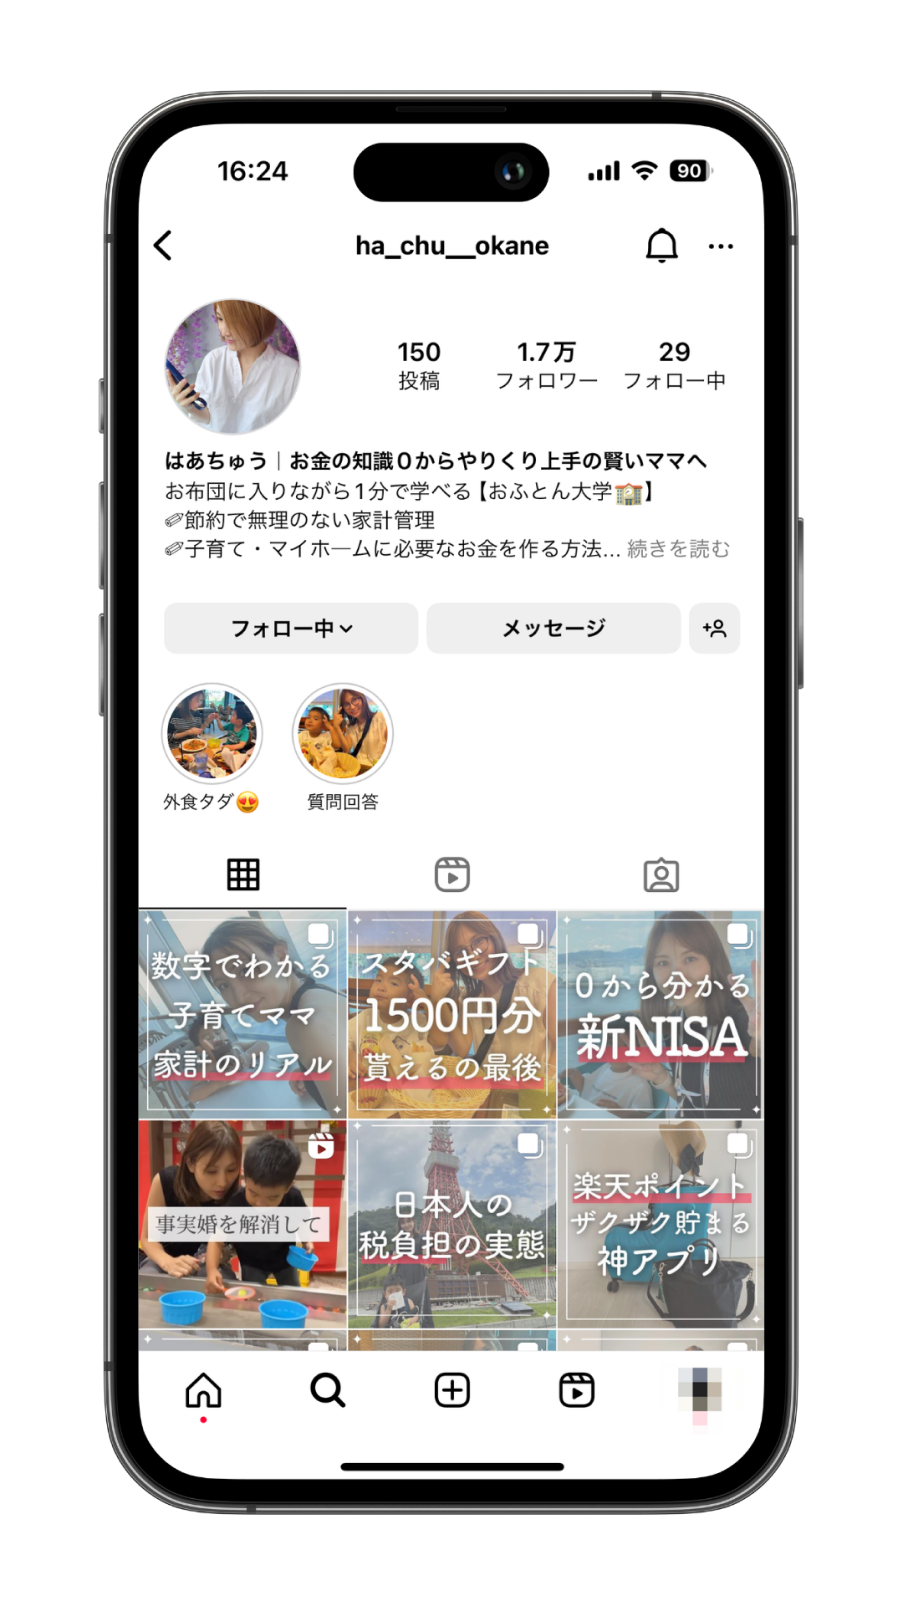 16:24
90
ha_chu__okane
150
1.7万
29
投稿
フォロワー
フォロー中
はあちゅう｜お金の知識０からやりくり上手の賢いママへ
お布団に入りながら1分で学べる【おふとん大学🏫】
🏷節約で無理のない家計管理
🏷子育て・マイホームに必要なお金を作る方法... 続きを読む
フォロー中
メッセージ
外食タダ😍
質問回答
数字でわかる
子育てママ
家計のリアル
スタバギフト
1500円分
貰えるの最後
0から分かる
新NISA
事実婚を解消して
日本人の
税負担の実態
楽天ポイント
ザクザク貯まる
神アプリ